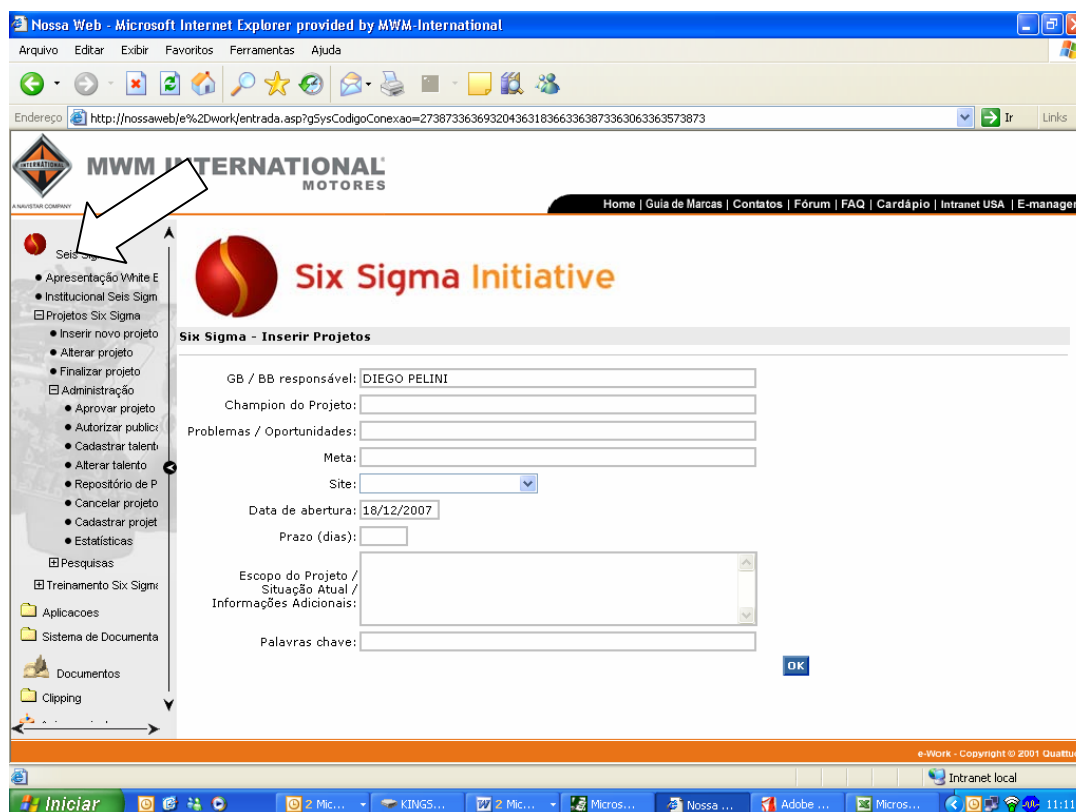 Nossa Web - Microsoft Internet Explorer provided by MWM-International
Arquivo Editar Exibir Favoritos Ferramentas Ajuda
Endereço http://nossaweb/e%2Dwork/entrada.asp?gSysCodigoConexao=2738733636932043631836633638733630633635738​73 Ir Links
INTERNATIONAL
MWM INTERNATIONAL
MOTORES
A NAVISTAR COMPANY
Home | Guia de Marcas | Contatos | Fórum | FAQ | Cardápio | Intranet USA | E-manager
Seis Sig
Apresentação White E
Institucional Seis Sigm
Projetos Six Sigma
Inserir novo projeto
Alterar projeto
Finalizar projeto
Administração
Aprovar projeto
Autorizar publica
Cadastrar talent
Alterar talento
Repositório de P
Cancelar projeto
Cadastrar projet
Estatísticas
Pesquisas
Treinamento Six Sigma
Aplicacoes
Sistema de Documenta
Documentos
Clipping
Six Sigma Initiative
Six Sigma - Inserir Projetos
GB / BB responsável: DIEGO PELINI
Champion do Projeto:
Problemas / Oportunidades:
Meta:
Site:
Data de abertura: 18/12/2007
Prazo (dias):
Escopo do Projeto /
Situação Atual /
Informações Adicionais:
Palavras chave:
OK
e-Work - Copyright © 2001 Quattu
Intranet local
Iniciar 2 Mic... KINGS... 2 Mic... Micros... Nossa ... Adobe ... Micros... 11:11